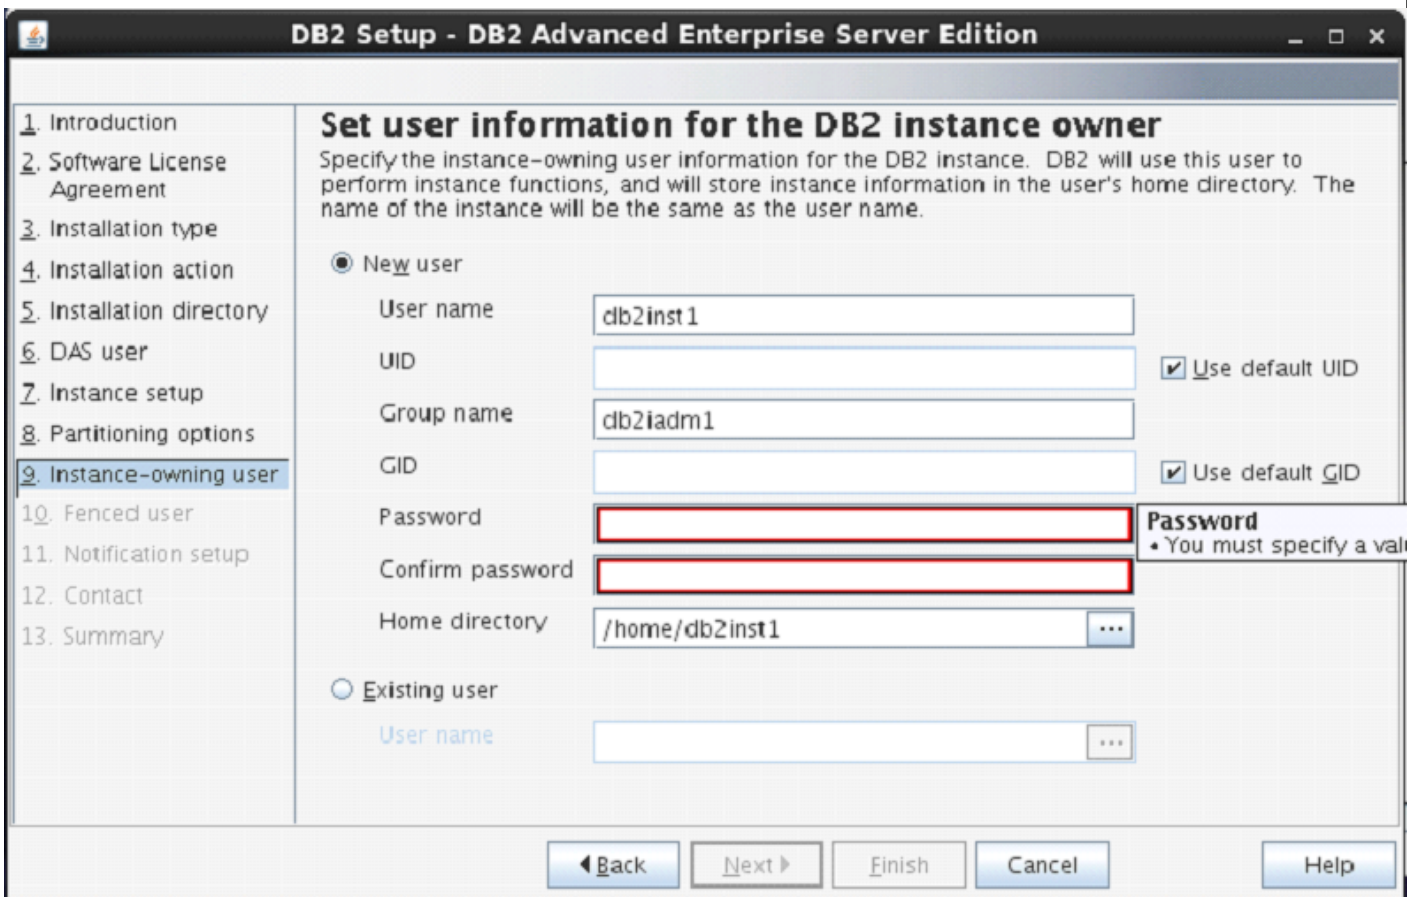 DB2 Setup - DB2 Advanced Enterprise Server Edition
1. Introduction
2. Software License
Agreement
3. Installation type
4. Installation action
5. Installation directory
6. DAS user
7. Instance setup
8. Partitioning options
9. Instance-owning user
10. Fenced user
11. Notification setup
12. Contact
13. Summary
Set user information for the DB2 instance owner
Specify the instance-owning user information for the DB2 instance. DB2 will use this user to
perform instance functions, and will store instance information in the user's home directory. The
name of the instance will be the same as the user name.
New user
User name db2inst1
UID Use default UID
Group name db2iadm1
GID Use default GID
Password
Password
• You must specify a
Confirm password
Home directory /home/db2inst1 ...
Existing user
User name ...
Back Next Finish Cancel Help